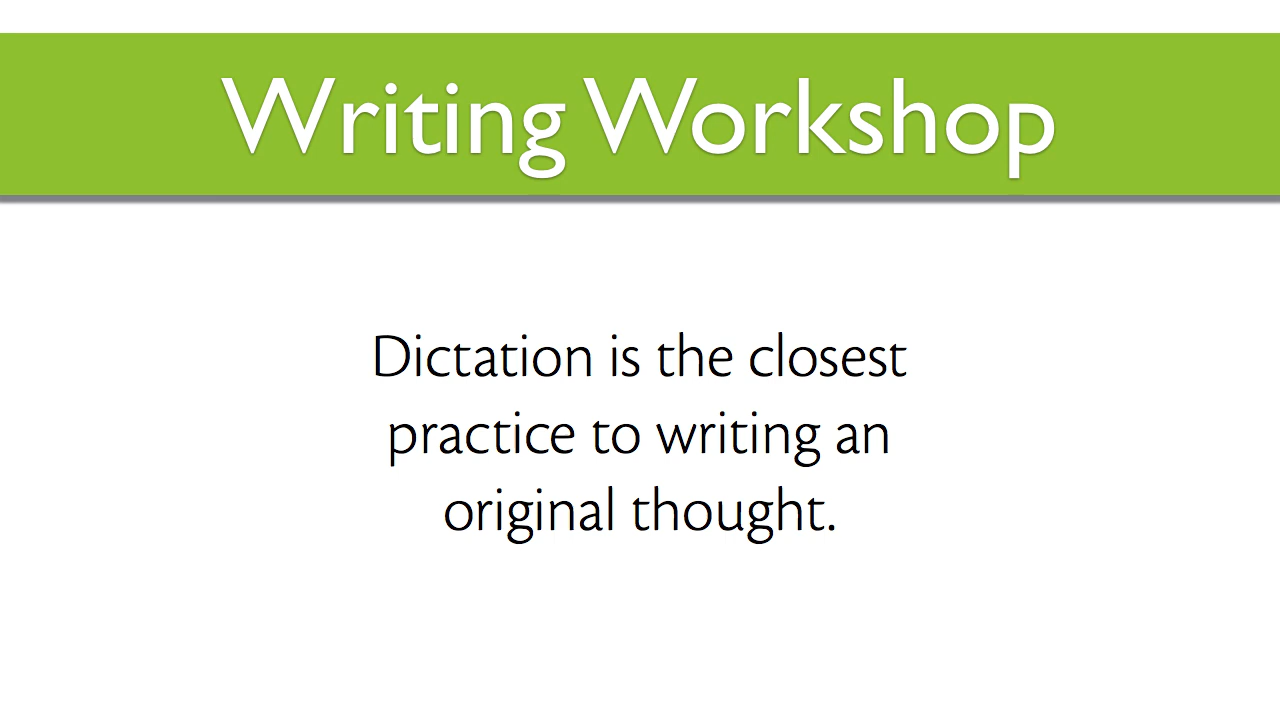 Writing Workshop
Dictation is the closest
practice to writing an
original thought.